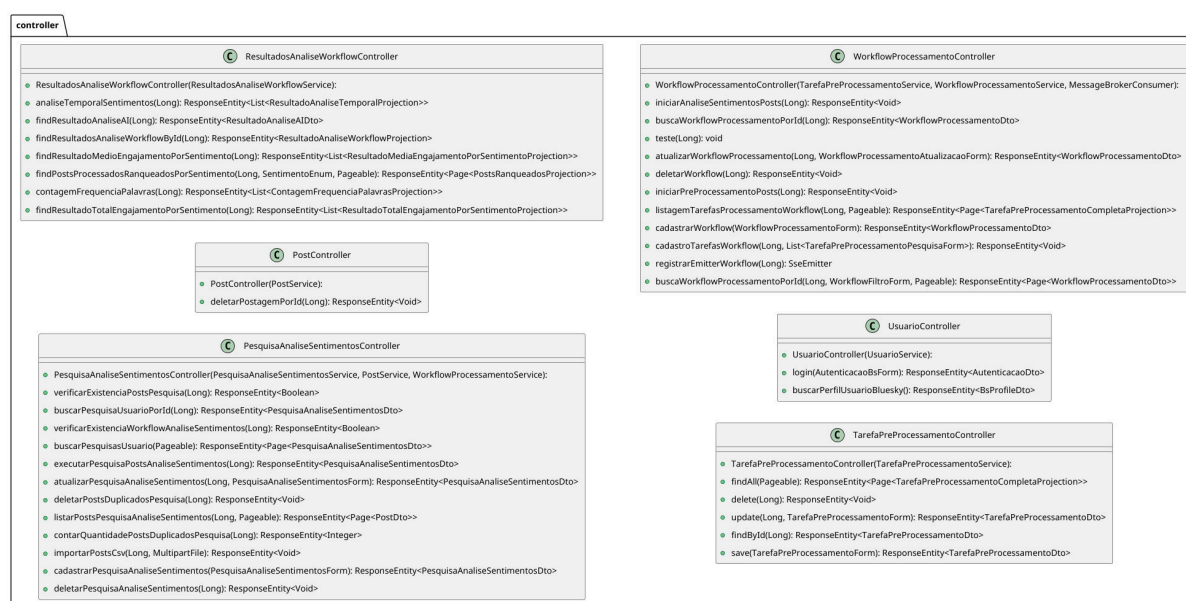 controller
C ResultadosAnaliseWorkflowController
ResultadosAnaliseWorkflowController(ResultadosAnaliseWorkflowService):
analiseTemporalSentimentos(Long): ResponseEntity<List<ResultadoAnaliseTemporalProjection>>
findResultadoAnaliseAI(Long): ResponseEntity<ResultadoAnaliseAIDto>
findResultadosAnaliseWorkflowById(Long): ResponseEntity<ResultadoAnaliseWorkflowProjection>
findResultadoMedioEngajamentoPorSentimento(Long): ResponseEntity<List<ResultadoMediaEngajamentoPorSentimentoProjection>>
findPostsProcessadosRanqueadosPorSentimento(Long, SentimentoEnum, Pageable): ResponseEntity<Page<PostsRanqueadosProjection>>
contagemFrequenciaPalavras(Long): ResponseEntity<List<ContagemFrequenciaPalavrasProjection>>
findResultadoTotalEngajamentoPorSentimento(Long): ResponseEntity<List<ResultadoTotalEngajamentoPorSentimentoProjection>>
C PostController
PostController(PostService):
deletarPostagemPorId(Long): ResponseEntity<Void>
C PesquisaAnaliseSentimentosController
PesquisaAnaliseSentimentosController(PesquisaAnaliseSentimentosService, PostService, WorkflowProcessamentoService):
verificarExistenciaPostsPesquisa(Long): ResponseEntity<Boolean>
buscarPesquisaUsuarioPorId(Long): ResponseEntity<PesquisaAnaliseSentimentosDto>
verificarExistenciaWorkflowAnaliseSentimentos(Long): ResponseEntity<Boolean>
buscarPesquisasUsuario(Pageable): ResponseEntity<Page<PesquisaAnaliseSentimentosDto>>
executarPesquisaPostsAnaliseSentimentos(Long): ResponseEntity<PesquisaAnaliseSentimentosDto>
atualizarPesquisaAnaliseSentimentos(Long, PesquisaAnaliseSentimentosForm): ResponseEntity<PesquisaAnaliseSentimentosDto>
deletarPostsDuplicadosPesquisa(Long): ResponseEntity<Void>
listarPostsPesquisaAnaliseSentimentos(Long, Pageable): ResponseEntity<Page<PostDto>>
contarQuantidadePostsDuplicadosPesquisa(Long): ResponseEntity<Integer>
importarPostsCsv(Long, MultipartFile): ResponseEntity<Void>
cadastrarPesquisaAnaliseSentimentos(PesquisaAnaliseSentimentosForm): ResponseEntity<PesquisaAnaliseSentimentosDto>
deletarPesquisaAnaliseSentimentos(Long): ResponseEntity<Void>
C WorkflowProcessamentoController
WorkflowProcessamentoController(TarefaPreProcessamentoService, WorkflowProcessamentoService, MessageBrokerConsumer):
iniciarAnaliseSentimentosPosts(Long): ResponseEntity<Void>
buscaWorkflowProcessamentoPorId(Long): ResponseEntity<WorkflowProcessamentoDto>
teste(Long): void
atualizarWorkflowProcessamento(Long, WorkflowProcessamentoAtualizacaoForm): ResponseEntity<WorkflowProcessamentoDto>
deletarWorkflow(Long): ResponseEntity<Void>
iniciarPreProcessamentoPosts(Long): ResponseEntity<Void>
listagemTarefasProcessamentoWorkflow(Long, Pageable): ResponseEntity<Page<TarefaPreProcessamentoCompletaProjection>>
cadastrarWorkflow(WorkflowProcessamentoForm): ResponseEntity<WorkflowProcessamentoDto>
cadastroTarefasWorkflow(Long, List<TarefaPreProcessamentoPesquisaForm>): ResponseEntity<Void>
registrarEmitterWorkflow(Long): SseEmitter
buscaWorkflowProcessamentoPorId(Long, WorkflowFiltroForm, Pageable): ResponseEntity<Page<WorkflowProcessamentoDto>>
C UsuarioController
UsuarioController(UsuarioService):
login(AutenticacaoBsForm): ResponseEntity<AutenticacaoDto>
buscarPerfilUsuarioBluesky(): ResponseEntity<BsProfileDto>
C TarefaPreProcessamentoController
TarefaPreProcessamentoController(TarefaPreProcessamentoService):
findAll(Pageable): ResponseEntity<Page<TarefaPreProcessamentoCompletaProjection>>
delete(Long): ResponseEntity<Void>
update(Long, TarefaPreProcessamentoForm): ResponseEntity<TarefaPreProcessamentoDto>
findById(Long): ResponseEntity<TarefaPreProcessamentoDto>
save(TarefaPreProcessamentoForm): ResponseEntity<TarefaPreProcessamentoDto>